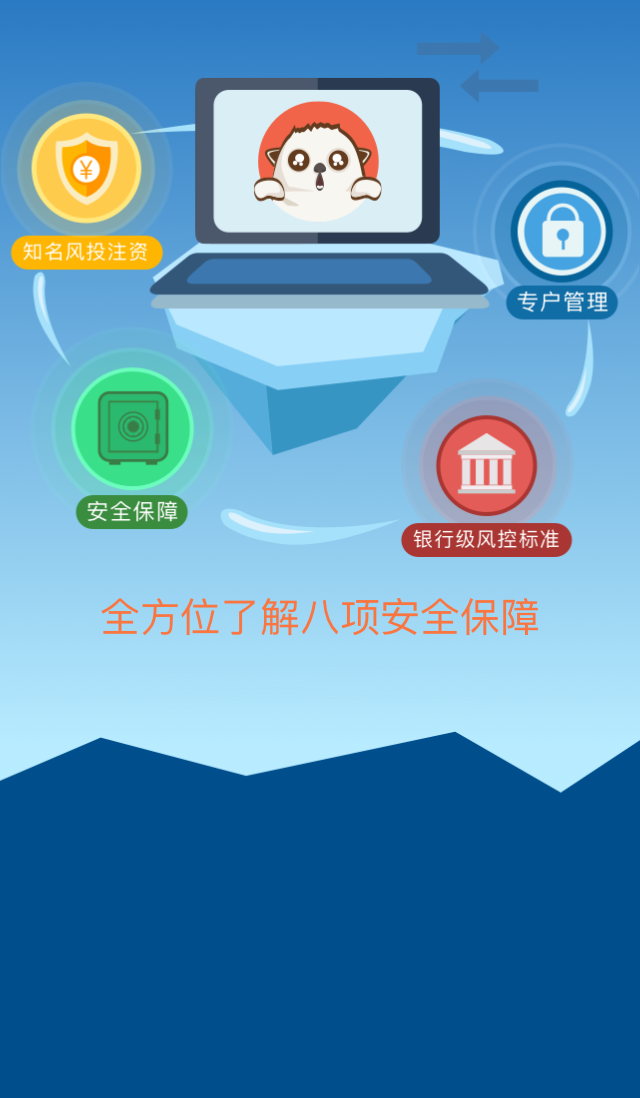 知名风投注资
专户管理
安全保障
银行级风控标准
全方位了解八项安全保障